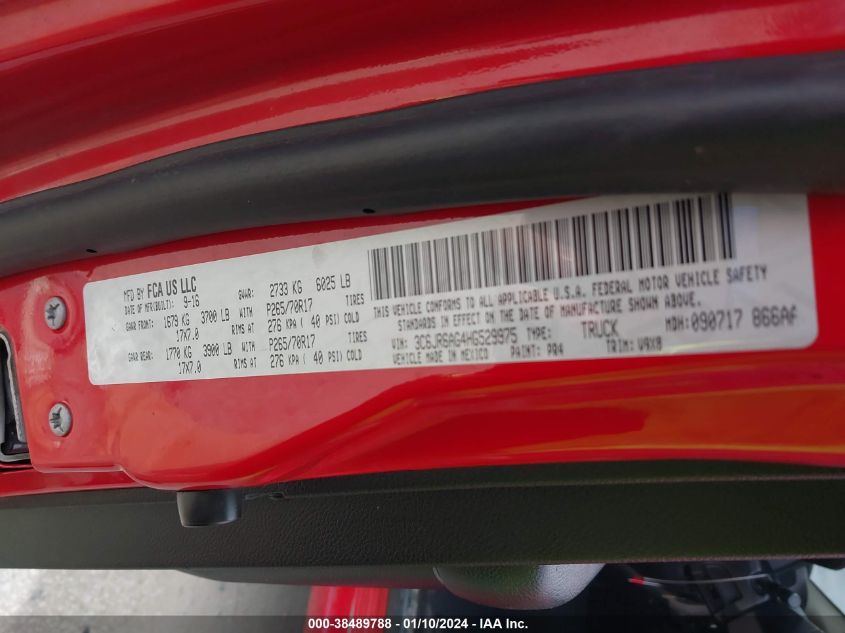 MFD BY FCA US LLC
DATE OF MFR(BUILT): 9-16 GVWR: 2733 KG 6025 LB
GAWR FRONT: 1679 KG 3700 LB WITH P265/70R17 TIRES
17X7.0 RIMS AT 276 KPA ( 40 PSI) COLD
GAWR REAR: 1770 KG 3900 LB WITH P265/70R17 TIRES
17X7.0 RIMS AT 276 KPA ( 40 PSI) COLD
THIS VEHICLE CONFORMS TO ALL APPLICABLE U.S.A. FEDERAL MOTOR VEHICLE SAFETY
STANDARDS IN EFFECT ON THE DATE OF MANUFACTURE SHOWN ABOVE.
VIN: 3C6JR6AG4HG529975 TYPE: TRUCK MDH: 090717 866AF
MADE IN MEXICO PAINT: PR4 TRIM: V9X8
000-38489788 - 01/10/2024 - IAA Inc.